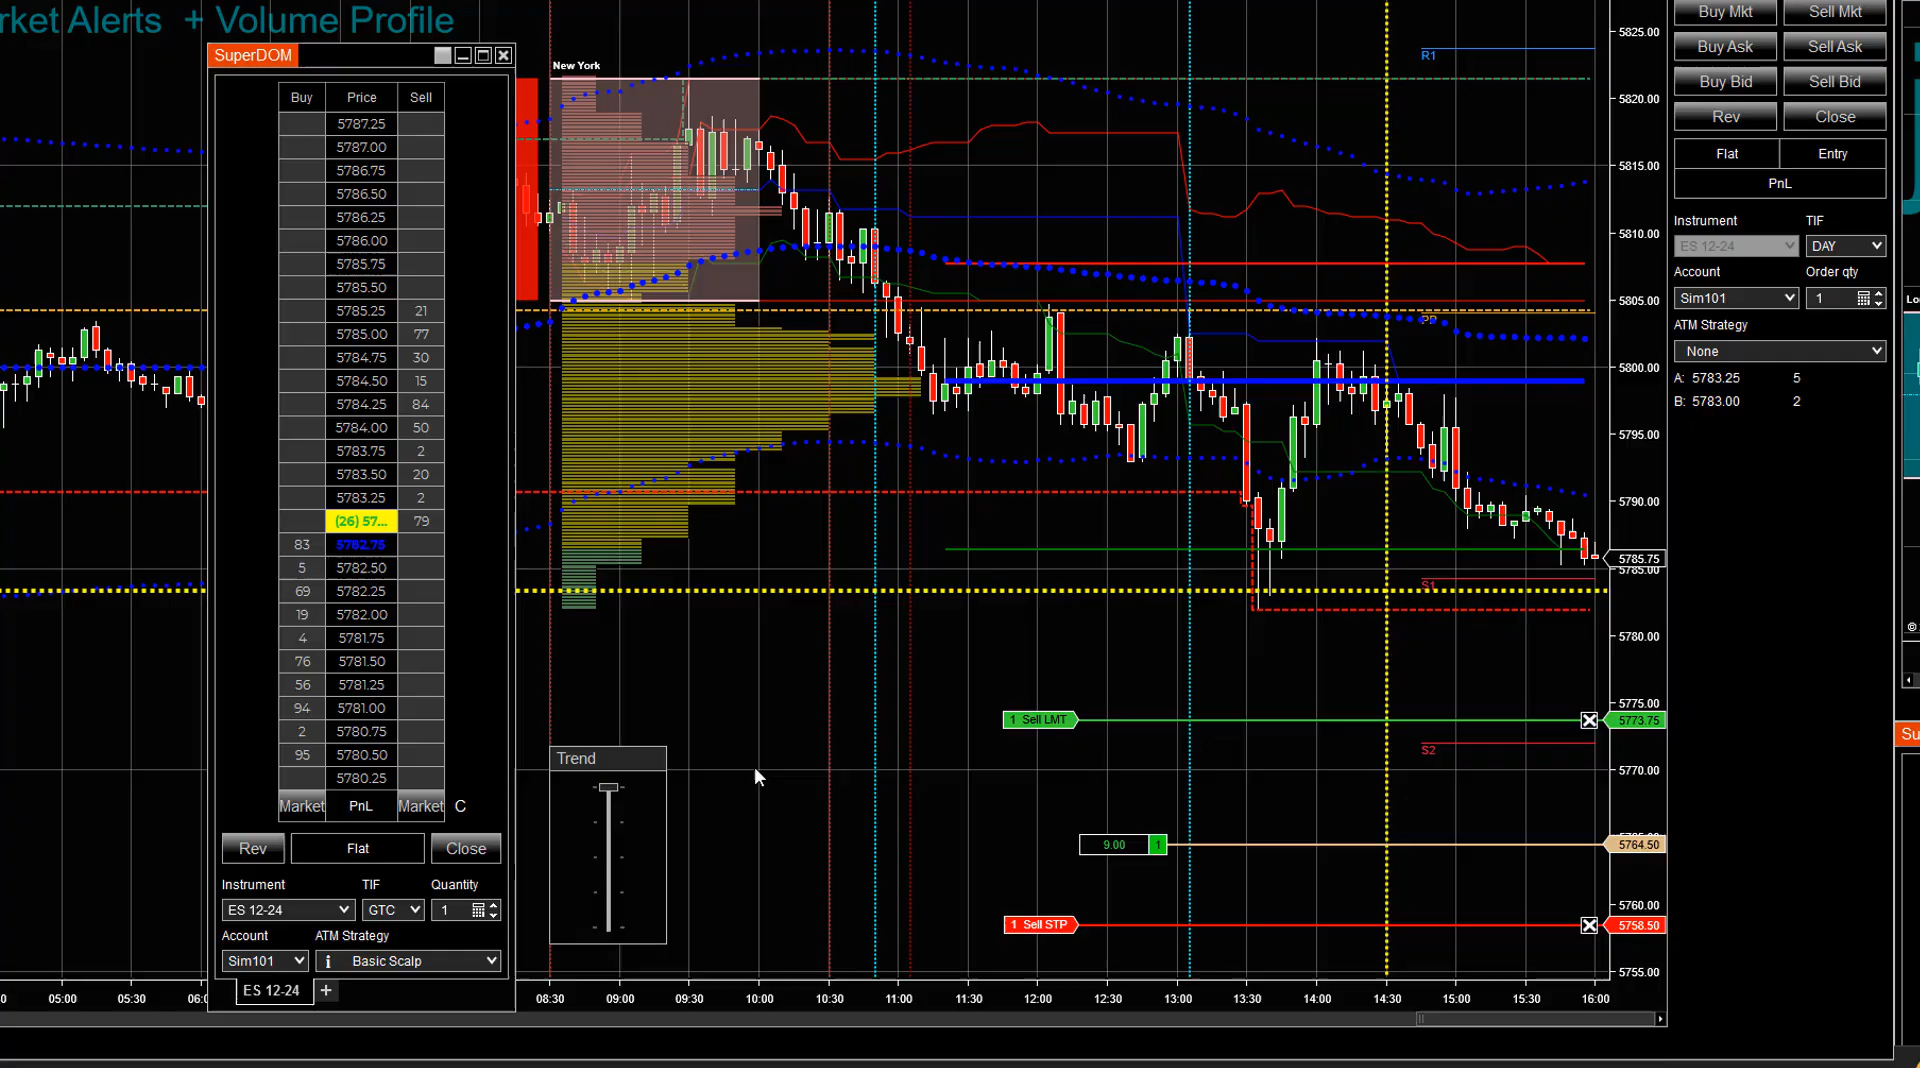 rket Alerts + Volume Profile
SuperDOM
Buy Price Sell
5787.25
5787.00
5786.75
5786.50
5786.25
5786.00
5785.75
5785.50
5785.25 21
5785.00 77
5784.75 30
5784.50 15
5784.25 84
5784.00 50
5783.75 2
5783.50 20
5783.25 2
(26) 57... 79
83 5782.75
5 5782.50
69 5782.25
19 5782.00
4 5781.75
76 5781.50
56 5781.25
94 5781.00
2 5780.75
95 5780.50
5780.25
Market PnL Market C
Rev Flat Close
Instrument TIF Quantity
ES 12-24 GTC 1
Account ATM Strategy
Sim101 i Basic Scalp
ES 12-24 +
New York
R1
PP
S1
S2
Trend
1 Sell LMT
9.00 1
1 Sell STP
5825.00
5820.00
5815.00
5810.00
5805.00
5800.00
5795.00
5790.00
5785.75
5785.00
5780.00
5775.00
5773.75
5770.00
5764.50
5760.00
5758.50
5755.00
05:00 05:30 06:0 08:30 09:00 09:30 10:00 10:30 11:00 11:30 12:00 12:30 13:00 13:30 14:00 14:30 15:00 15:30 16:00
Buy Mkt Sell Mkt
Buy Ask Sell Ask
Buy Bid Sell Bid
Rev Close
Flat Entry
PnL
Instrument TIF
ES 12-24 DAY
Account Order qty
Sim101 1
ATM Strategy
None
A: 5783.25 5
B: 5783.00 2
Lo
©
Su